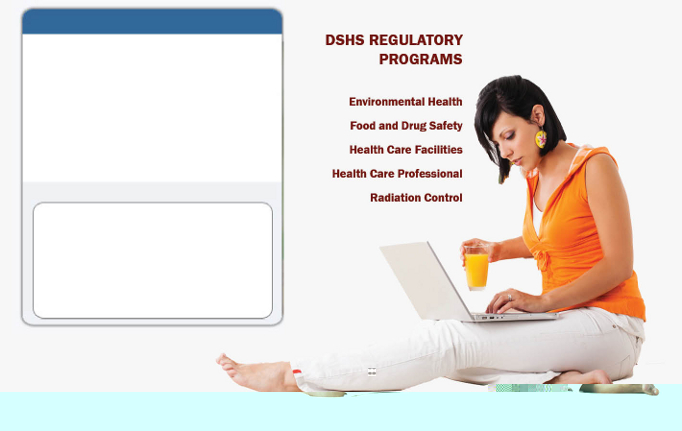 DSHS REGULATORY
PROGRAMS
Environmental Health
Food and Drug Safety
Health Care Facilities
Health Care Professional
Radiation Control